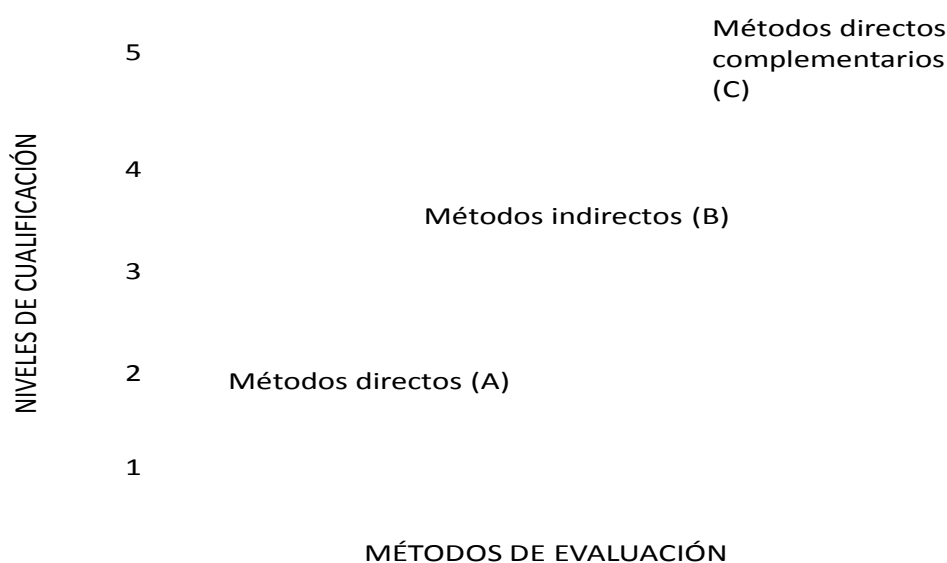 Métodos directos
complementarios
(C)
5
4
Métodos indirectos (B)
3
2
Métodos directos (A)
1
NIVELES DE CUALIFICACIÓN
MÉTODOS DE EVALUACIÓN